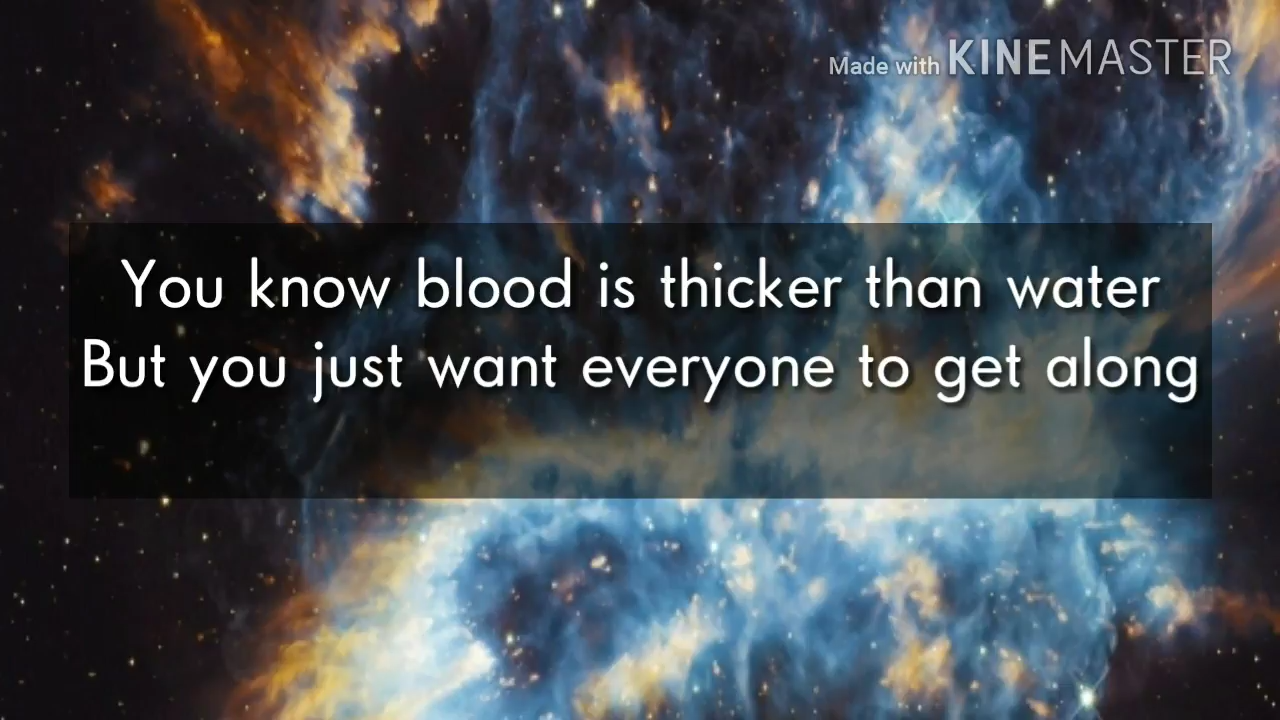 Made with KINEMASTER
You know blood is thicker than water
But you just want everyone to get along